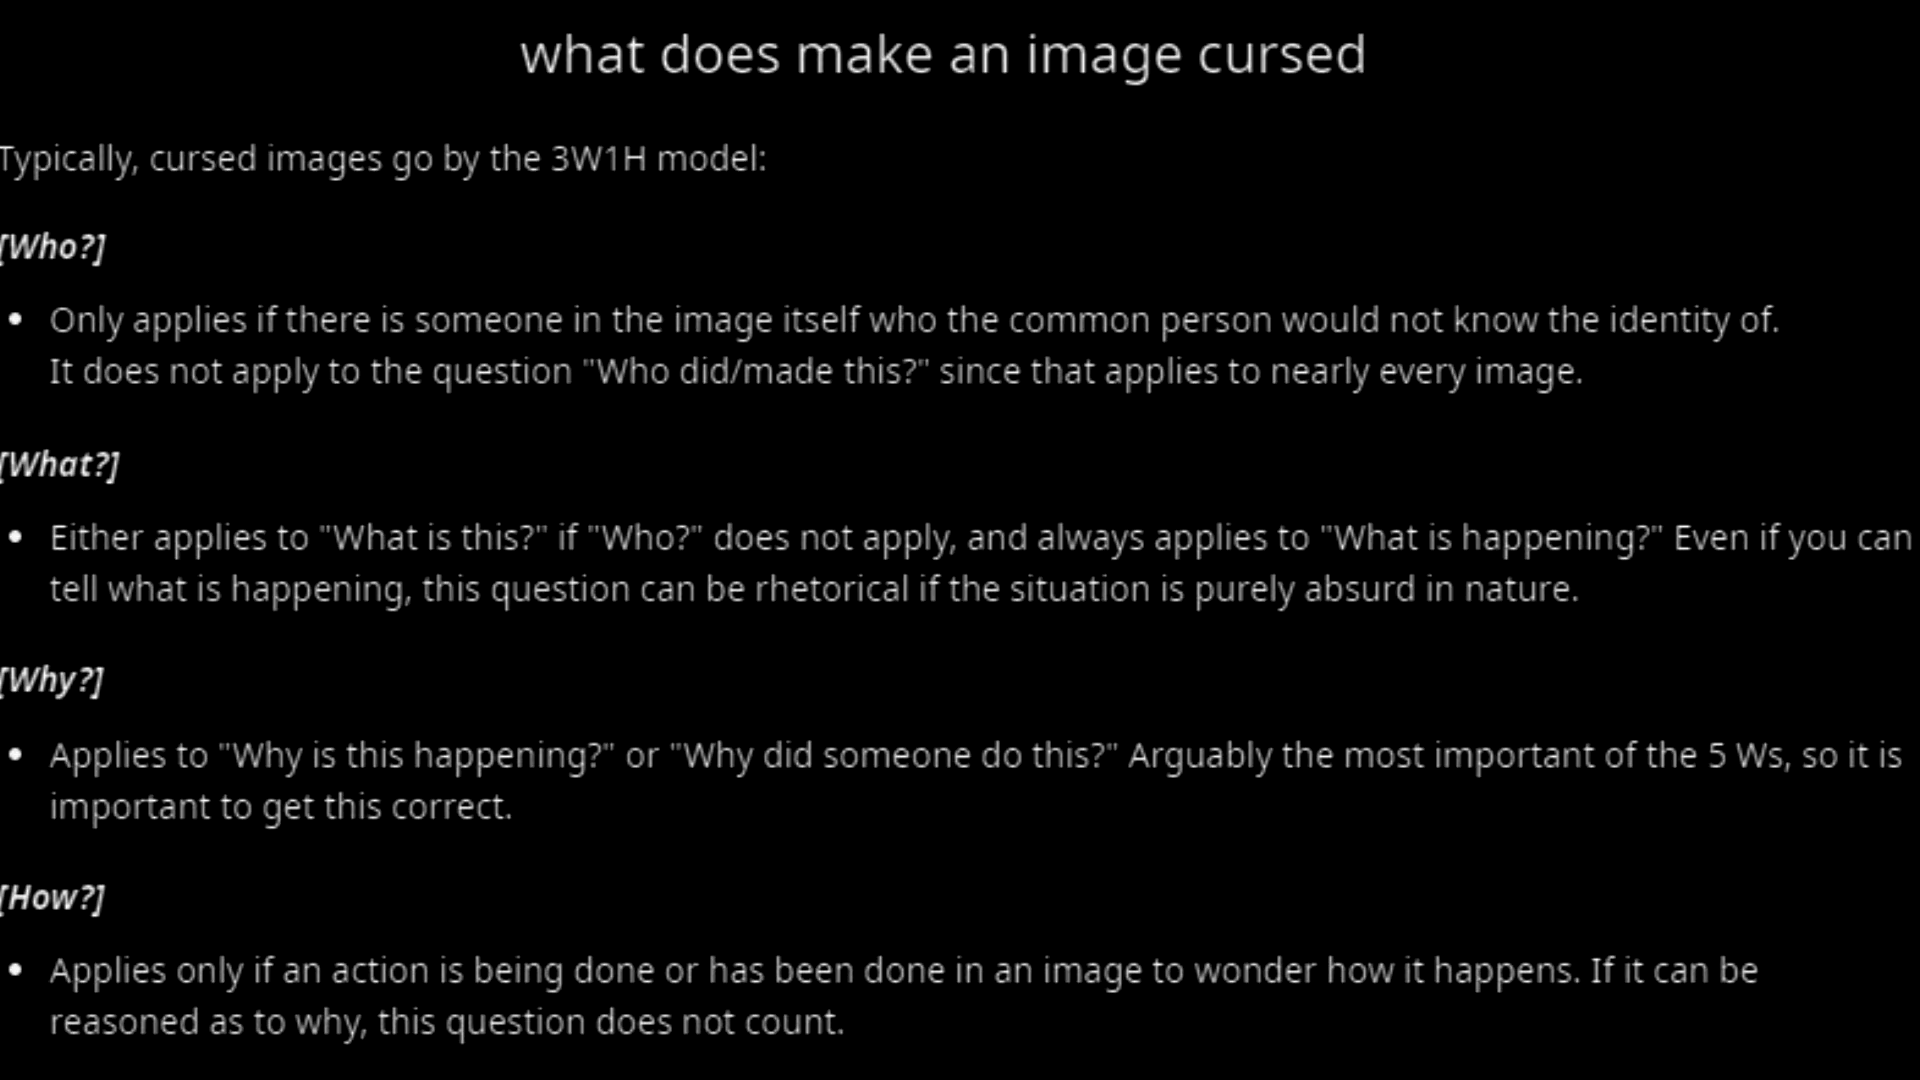 what does make an image cursed
Typically, cursed images go by the 3W1H model:
[Who?]
• Only applies if there is someone in the image itself who the common person would not know the identity of.
It does not apply to the question "Who did/made this?" since that applies to nearly every image.
[What?]
• Either applies to "What is this?" if "Who?" does not apply, and always applies to "What is happening?" Even if you can
tell what is happening, this question can be rhetorical if the situation is purely absurd in nature.
[Why?]
• Applies to "Why is this happening?" or "Why did someone do this?" Arguably the most important of the 5 Ws, so it is
important to get this correct.
[How?]
• Applies only if an action is being done or has been done in an image to wonder how it happens. If it can be
reasoned as to why, this question does not count.